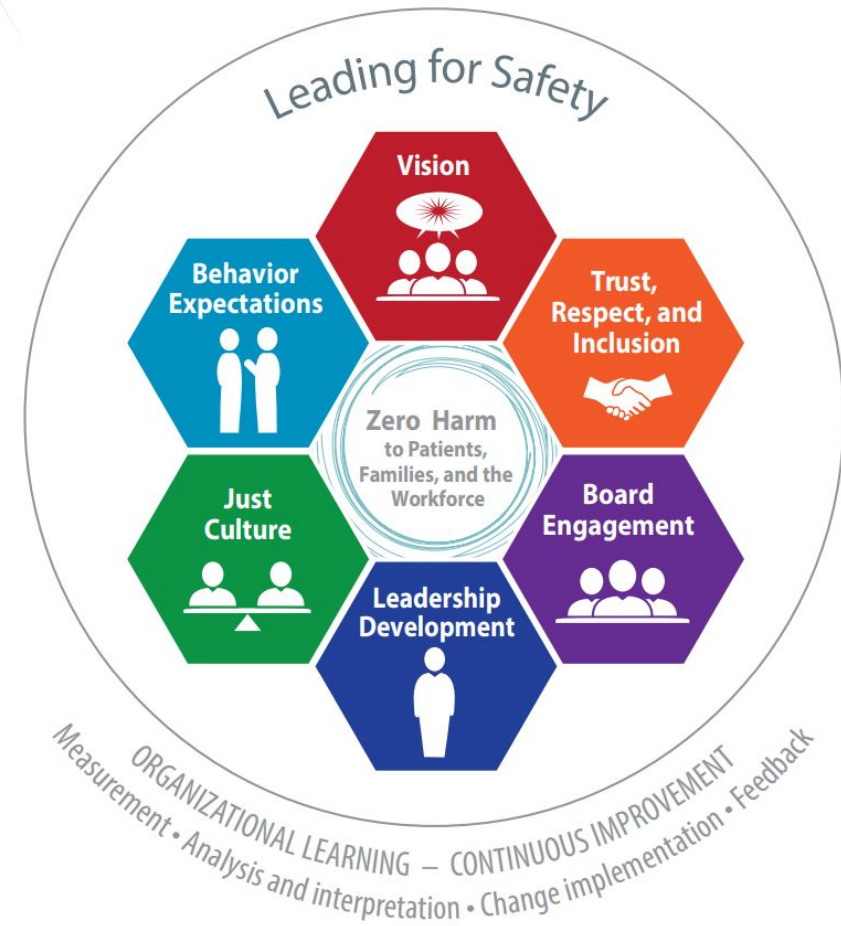 Leading for Safety
Vision
Trust,
Respect, and
Inclusion
Board
Engagement
Leadership
Development
Just
Culture
Behavior
Expectations
Zero Harm
to Patients,
Families, and the
Workforce
ORGANIZATIONAL LEARNING – CONTINUOUS IMPROVEMENT
Measurement • Analysis and interpretation • Change implementation • Feedback